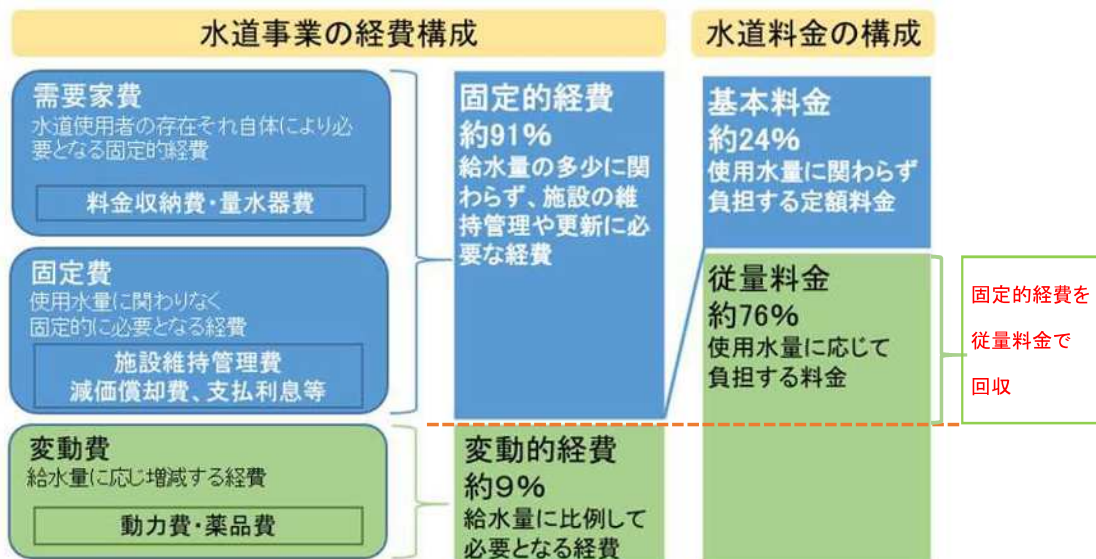 水道事業の経費構成
水道料金の構成
需要家費
水道使用者の存在それ自体により必
要となる固定的経費
料金収納費・量水器費
固定費
使用水量に関わりなく
固定的に必要となる経費
施設維持管理費
減価償却費、支払利息等
変動費
給水量に応じ増減する経費
動力費・薬品費
固定的経費
約91%
給水量の多少に関
わらず、施設の維
持管理や更新に必
要な経費
変動的経費
約9%
給水量に比例して
必要となる経費
基本料金
約24%
使用水量に関わらず
負担する定額料金
従量料金
約76%
使用水量に応じて
負担する料金
固定的経費を
従量料金で
回収